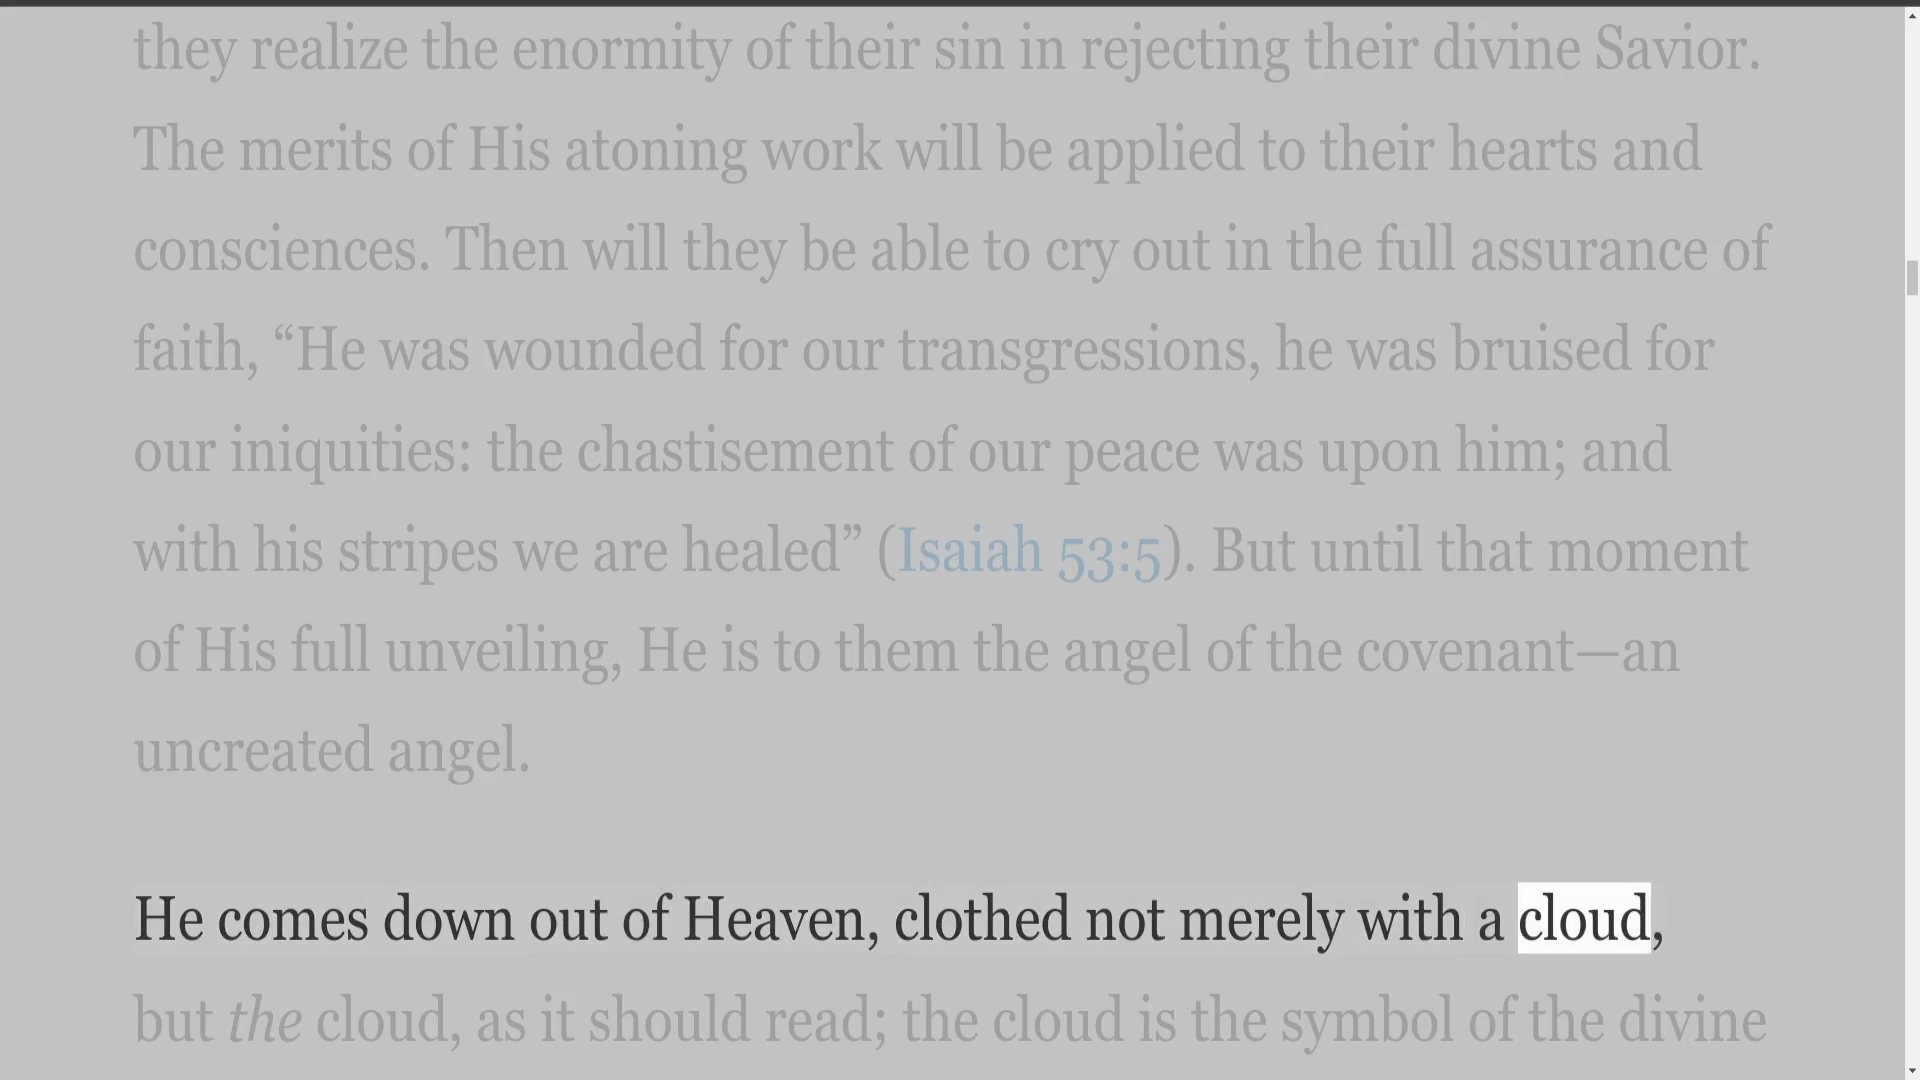 they realize the enormity of their sin in rejecting their divine Savior.
The merits of His atoning work will be applied to their hearts and
consciences. Then will they be able to cry out in the full assurance of
faith, “He was wounded for our transgressions, he was bruised for
our iniquities: the chastisement of our peace was upon him; and
with his stripes we are healed” (Isaiah 53:5). But until that moment
of His full unveiling, He is to them the angel of the covenant—an
uncreated angel.
He comes down out of Heaven, clothed not merely with a cloud,
but the cloud, as it should read; the cloud is the symbol of the divine